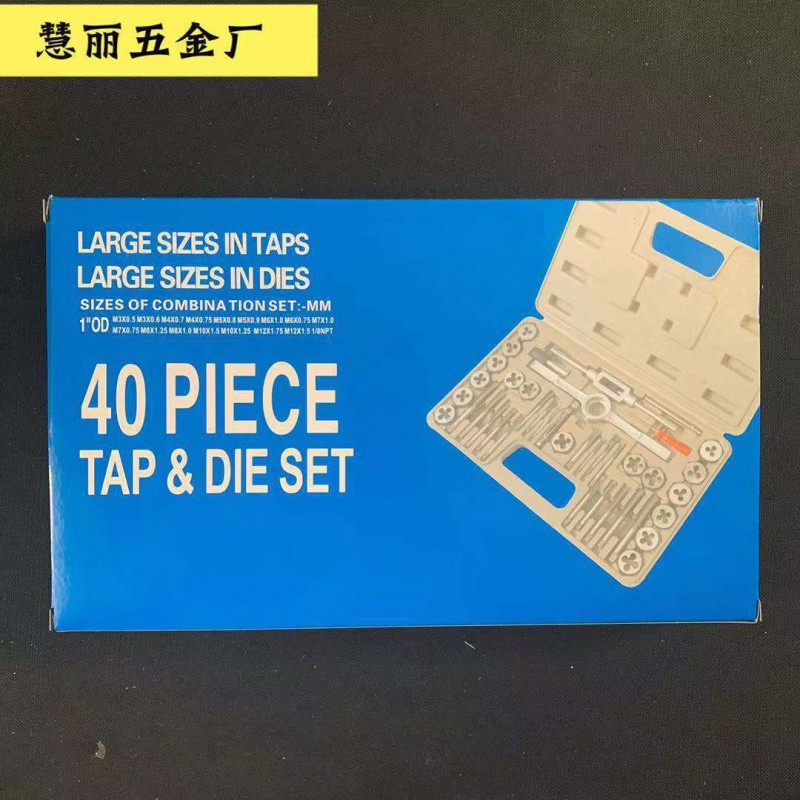 慧丽五金厂
LARGE SIZES IN TAPS
LARGE SIZES IN DIES
SIZES OF COMBINATION SET:-MM
1"OD M3X0.5 M3X0.6 M4X0.7 M4X0.75 M5X0.8 M5X0.9 M6X1.0 M6X0.75 M7X1.0
M7X0.75 M8X1.25 M8X1.0 M10X1.5 M10X1.25 M12X1.75 M12X1.5 1/8NPT
40 PIECE
TAP & DIE SET